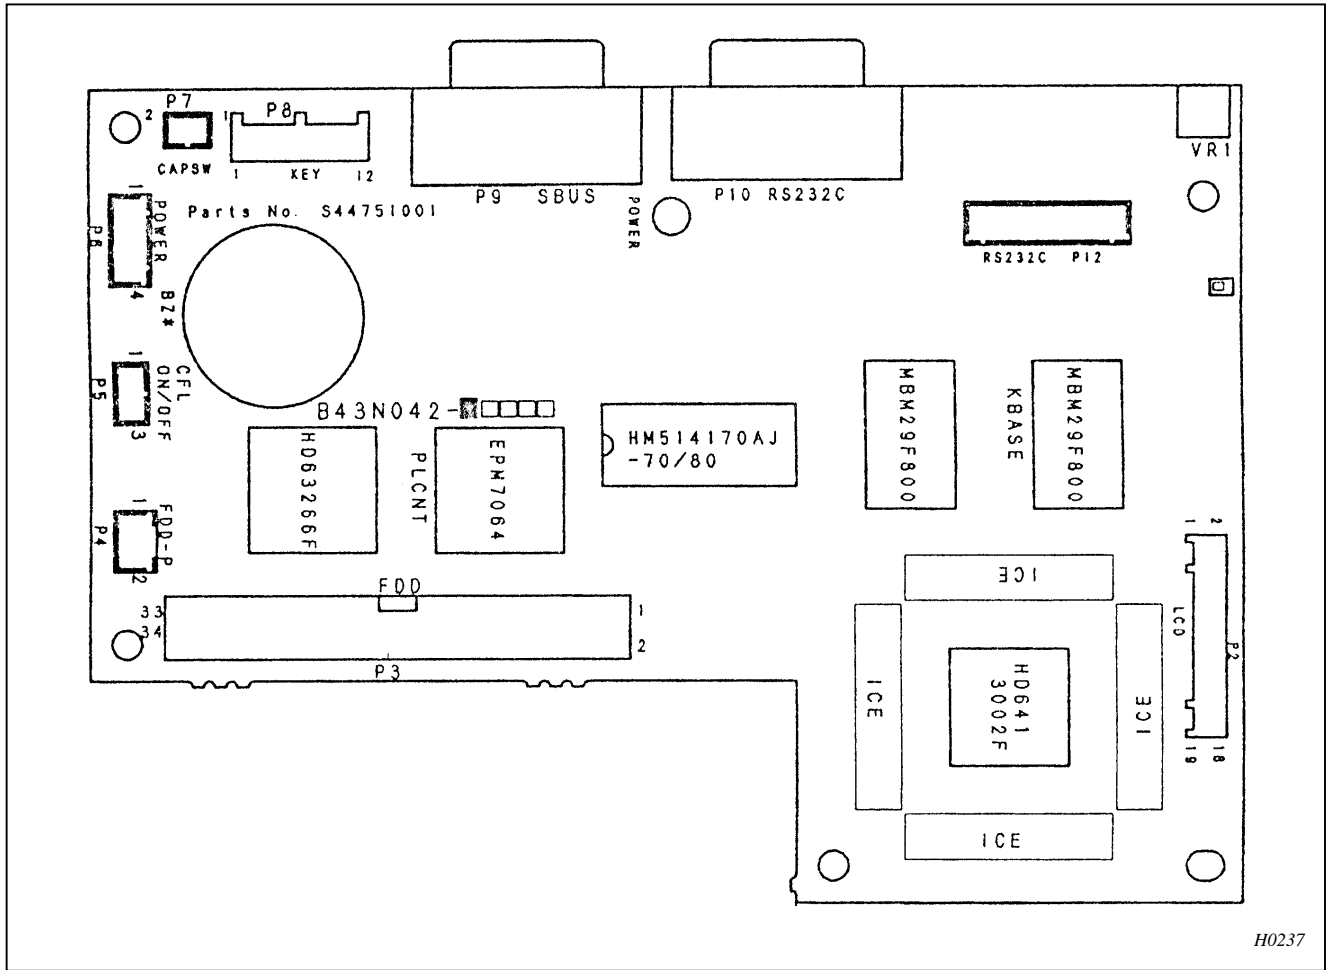 P7
2
1
P8
CAPSW
1 KEY 12
P9 SBUS
P10 RS232C
VR1
Parts No. S44751001
POWER
P6
1
POWER
4
BZ*
RS232C P12
P5
1
CFL
ON/OFF
3
B43N042-
HD63266F
PLCNT
EPM7064
HM514170AJ
-70/80
MBM29F800
KBASE
MBM29F800
P4
1
FDD-P
2
FDD
33
34
1
2
P3
1 2
LCD
P2
19 18
ICE
ICE
HD641
3002F
ICE
ICE
H0237